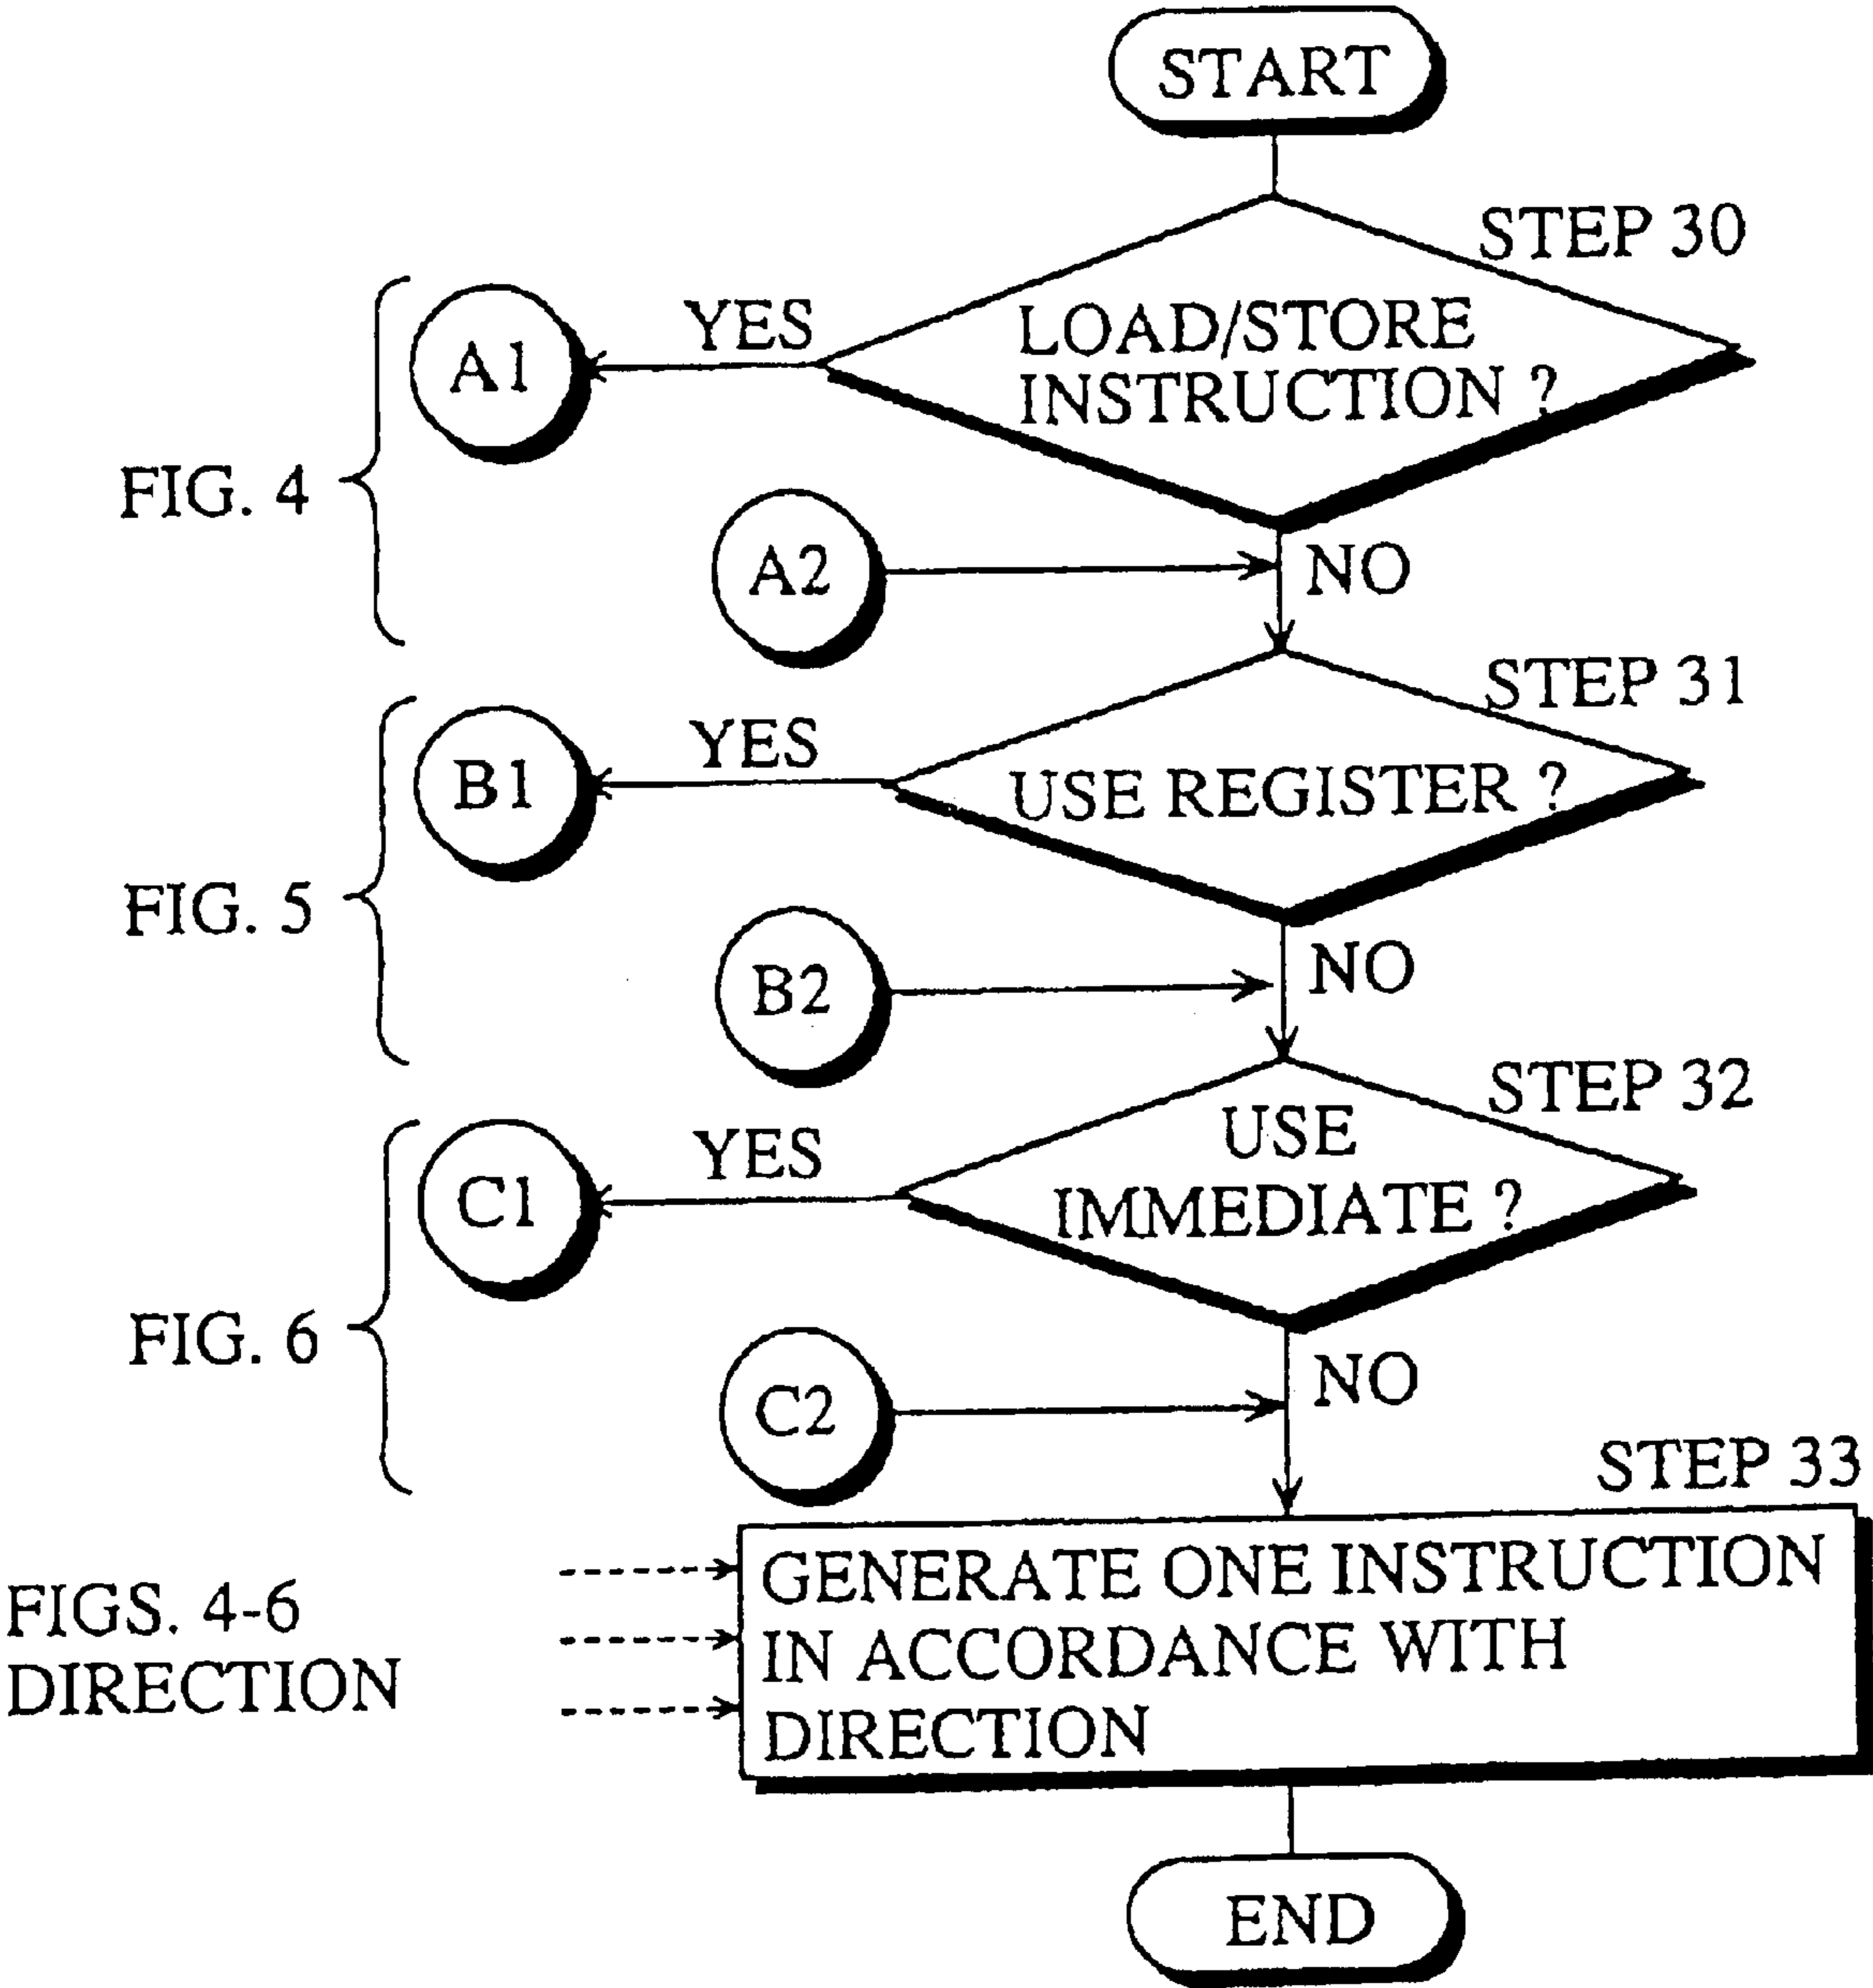 START
STEP 30
LOAD/STORE
INSTRUCTION ?
YES
A1
FIG. 4
A2
NO
STEP 31
USE REGISTER ?
YES
B1
FIG. 5
B2
NO
STEP 32
USE
IMMEDIATE ?
YES
C1
FIG. 6
C2
NO
STEP 33
GENERATE ONE INSTRUCTION
IN ACCORDANCE WITH
DIRECTION
FIGS. 4-6
DIRECTION
END